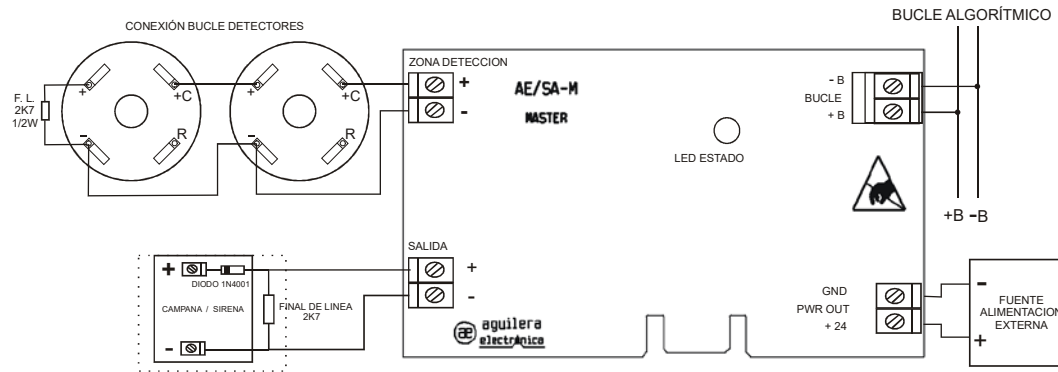 CONEXIÓN BUCLE DETECTORES
F. L.
2K7
1/2W
+
+C
-
R
+
+C
-
R
ZONA DETECCION
+
-
AE/SA-M
MASTER
LED ESTADO
BUCLE ALGORÍTMICO
- B
BUCLE
+ B
+B -B
SALIDA
+
-
+
DIODO 1N4001
CAMPANA / SIRENA
FINAL DE LINEA
2K7
-
ae aguilera
electrónica
GND
PWR OUT
+ 24
-
FUENTE
ALIMENTACION
EXTERNA
+